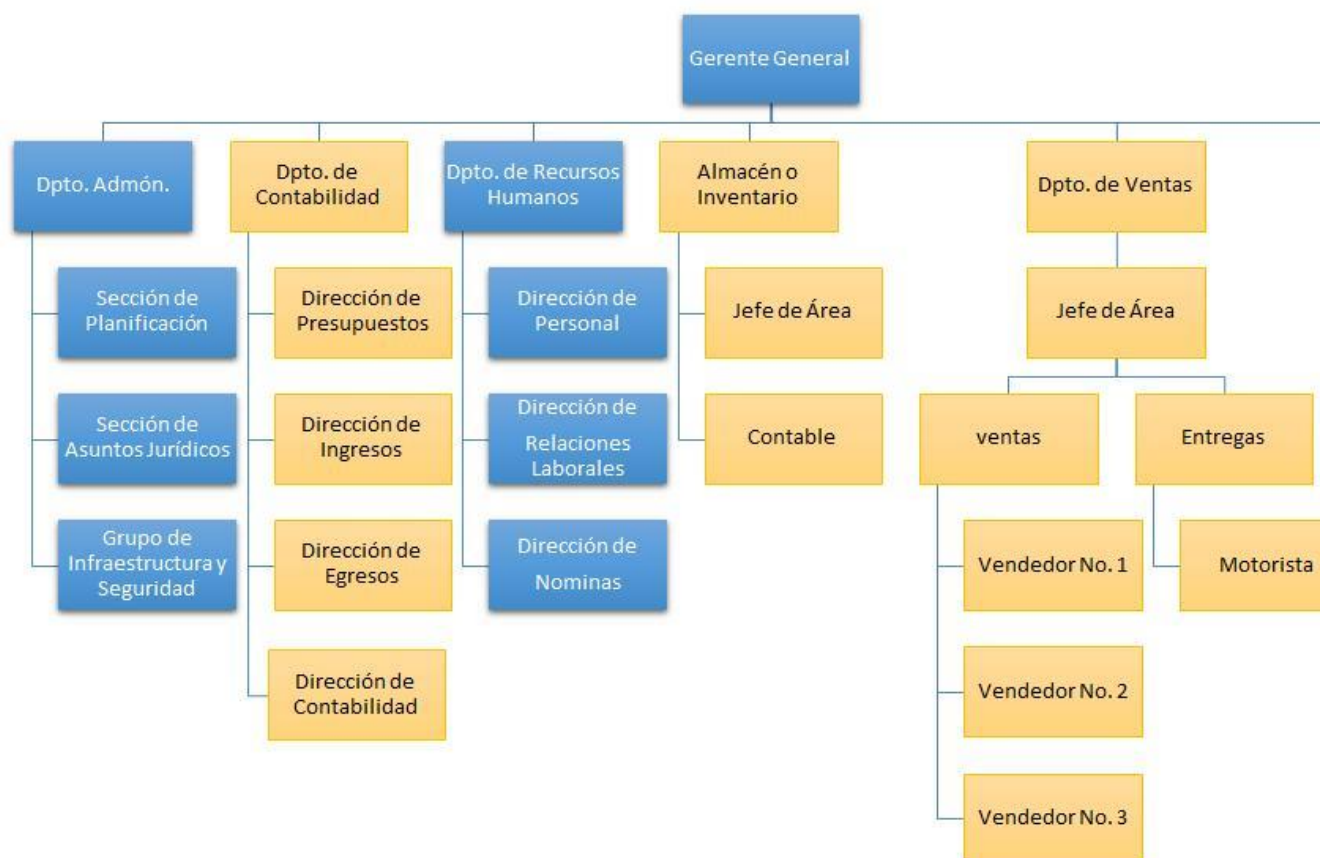 Gerente General
Dpto. Admón.
Dpto. de
Contabilidad
Dpto. de Recursos
Humanos
Almacén o
Inventario
Dpto. de Ventas
Sección de
Planificación
Dirección de
Presupuestos
Dirección de
Personal
Jefe de Área
Jefe de Área
Sección de
Asuntos Jurídicos
Dirección de
Ingresos
Dirección de
Relaciones
Laborales
Contable
ventas
Entregas
Grupo de
Infraestructura y
Seguridad
Dirección de
Egresos
Dirección de
Nominas
Vendedor No. 1
Motorista
Dirección de
Contabilidad
Vendedor No. 2
Vendedor No. 3